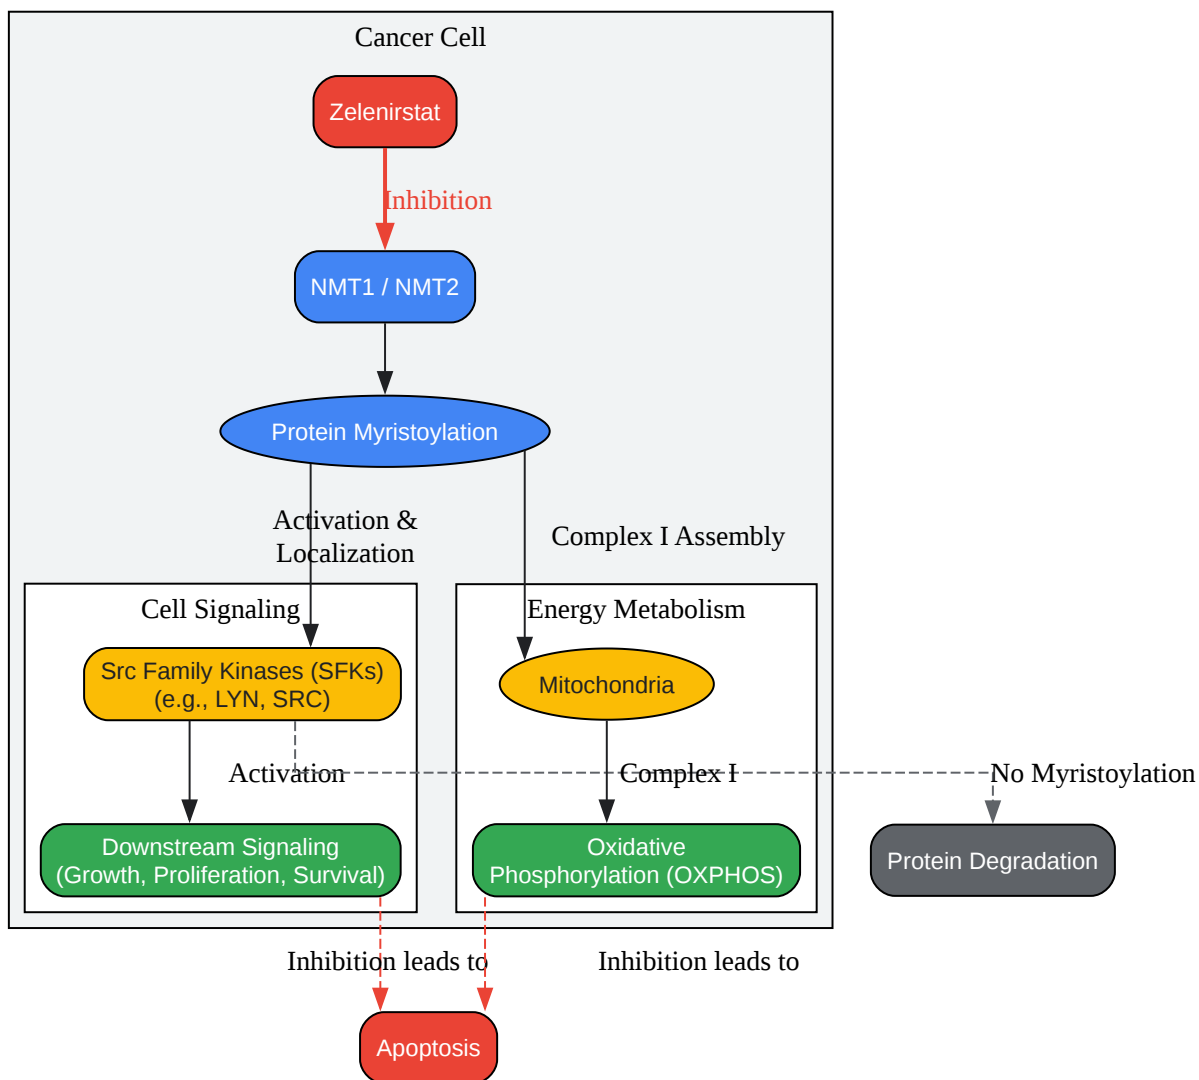 Cancer Cell
Zelenirstat
Inhibition
NMT1 / NMT2
Protein Myristoylation
Activation &
Localization
Complex I Assembly
Cell Signaling
Energy Metabolism
Src Family Kinases (SFKs)
(e.g., LYN, SRC)
Mitochondria
Activation
Complex I
No Myristoylation
Downstream Signaling
(Growth, Proliferation, Survival)
Oxidative
Phosphorylation (OXPHOS)
Protein Degradation
Inhibition leads to
Inhibition leads to
Apoptosis